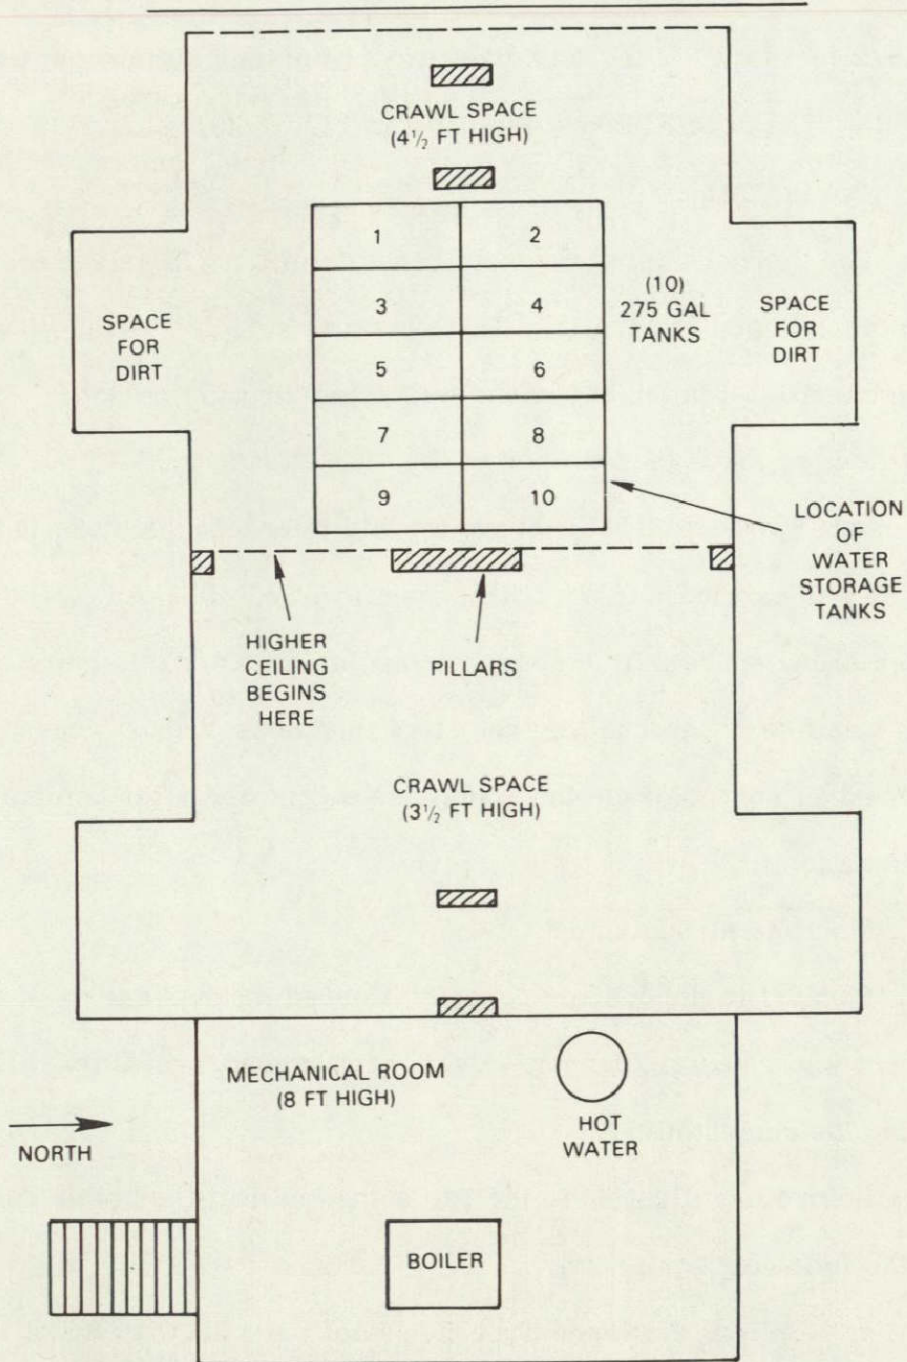 CRAWL SPACE
(4½ FT HIGH)
1
2
3
4
5
6
7
8
9
10
(10)
275 GAL
TANKS
SPACE
FOR
DIRT
SPACE
FOR
DIRT
LOCATION
OF
WATER
STORAGE
TANKS
HIGHER
CEILING
BEGINS
HERE
PILLARS
CRAWL SPACE
(3½ FT HIGH)
MECHANICAL ROOM
(8 FT HIGH)
HOT
WATER
NORTH
BOILER